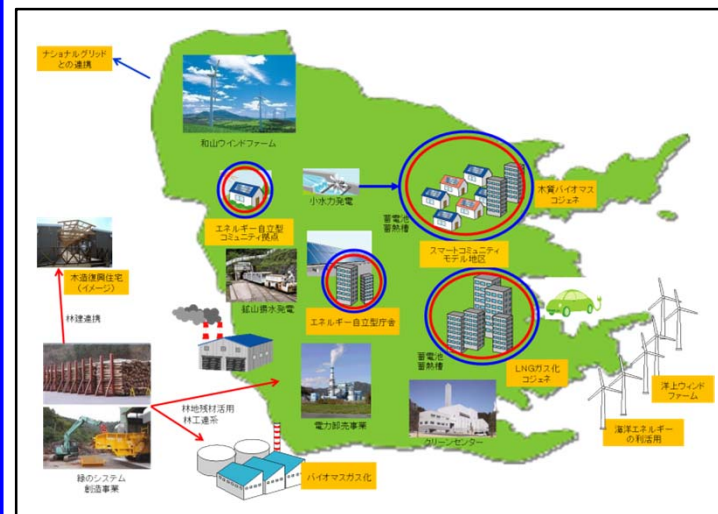 ナショナルグリッド
との連携
和山ウインドファーム
小水力発電
木質バイオマス
コジェネ
エネルギー自立型
コミュニティ拠点
蓄電池
蓄熱槽
スマートコミュニティ
モデル地区
木造復興住宅
(イメージ)
鉱山猥水発電
エネルギー自立型庁舎
林建連携
蓄電池
蓄熱槽
LNGガス化
コジェネ
洋上ウィンド
ファーム
林地残材活用
林工連系
電力卸売事業
クリーンセンター
海洋エネルギー
の利活用
緑のシステム
創造事業
バイオマスガス化